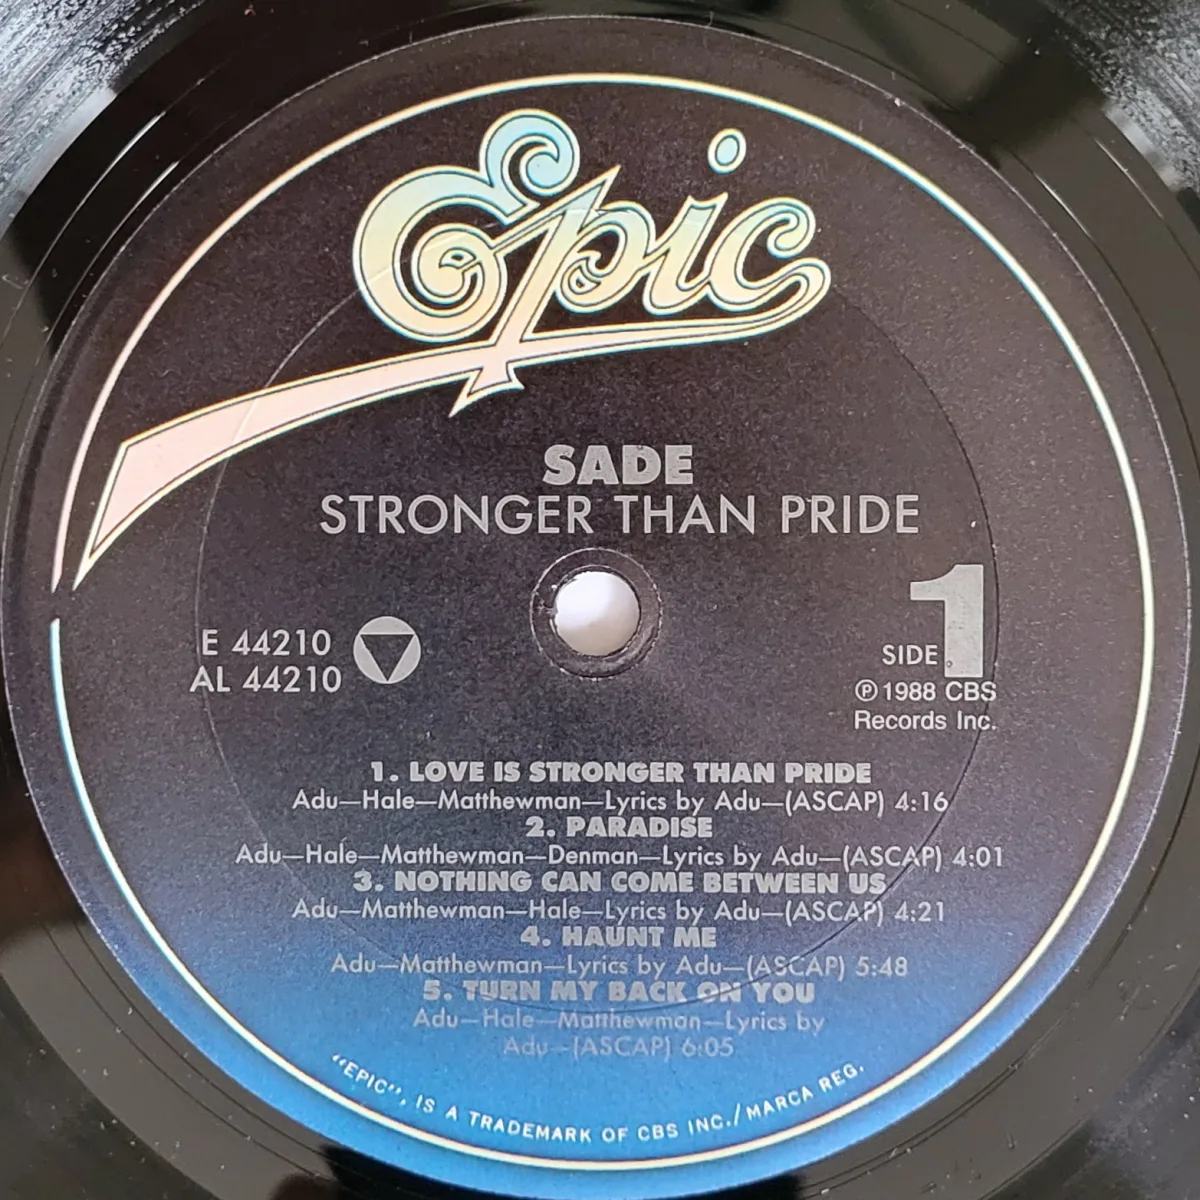 Epic
SADE
STRONGER THAN PRIDE
E 44210
AL 44210
SIDE 1
℗ 1988 CBS
Records Inc.
1. LOVE IS STRONGER THAN PRIDE
Adu—Hale—Matthewman—Lyrics by Adu—(ASCAP) 4:16
2. PARADISE
Adu—Hale—Matthewman—Denman—Lyrics by Adu—(ASCAP) 4:01
3. NOTHING CAN COME BETWEEN US
Adu—Matthewman—Hale—Lyrics by Adu—(ASCAP) 4:21
4. HAUNT ME
Adu—Matthewman—Lyrics by Adu—(ASCAP) 5:48
5. TURN MY BACK ON YOU
Adu—Hale—Matthewman—Lyrics by
Adu—(ASCAP) 6:05
"EPIC", IS A TRADEMARK OF CBS INC./MARCA REG.